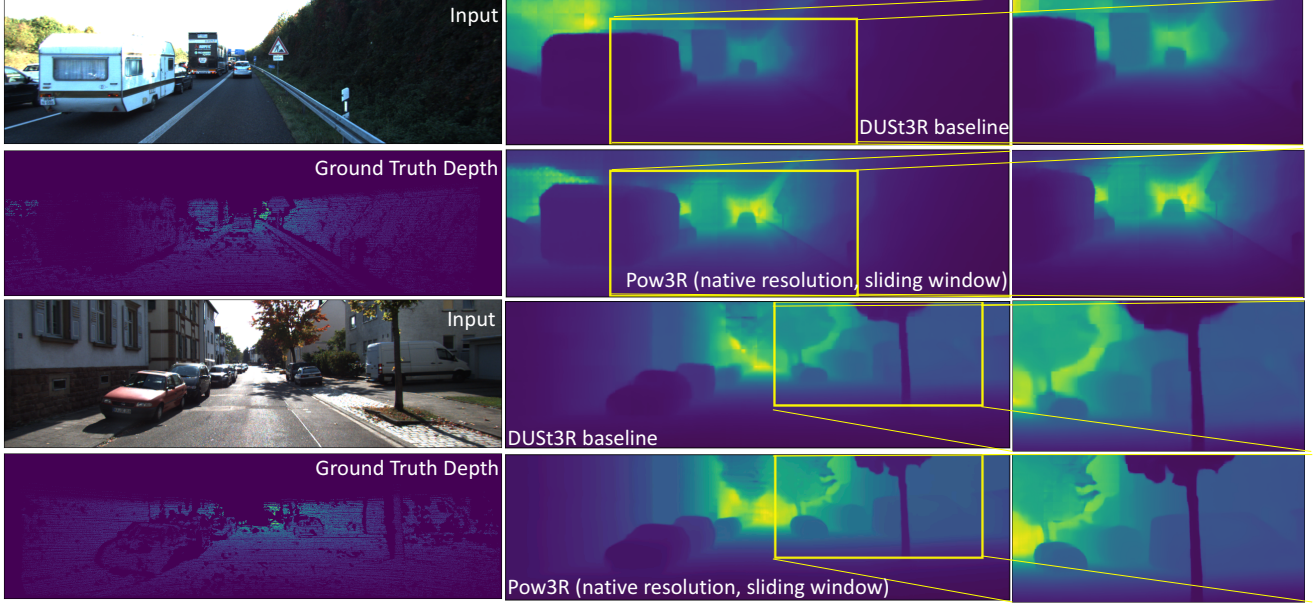 Input
DUSt3R baseline
Ground Truth Depth
Pow3R (native resolution, sliding window)
Input
DUSt3R baseline
Ground Truth Depth
Pow3R (native resolution, sliding window)